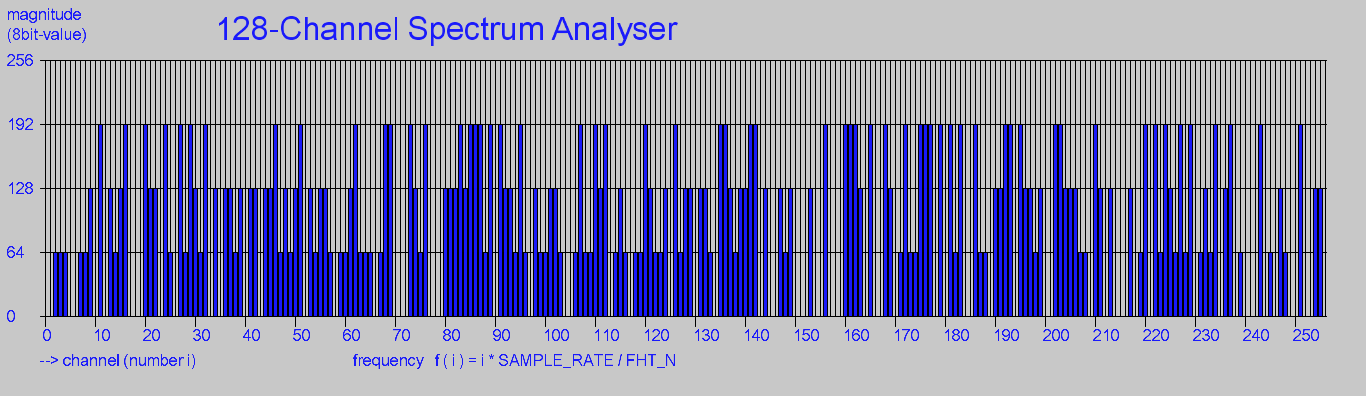 magnitude
(8bit-value)
128-Channel Spectrum Analyser
256
192
128
64
0
0 10 20 30 40 50 60 70 80 90 100 110 120 130 140 150 160 170 180 190 200 210 220 230 240 250
--> channel (number i) frequency f ( i ) = i * SAMPLE_RATE / FHT_N